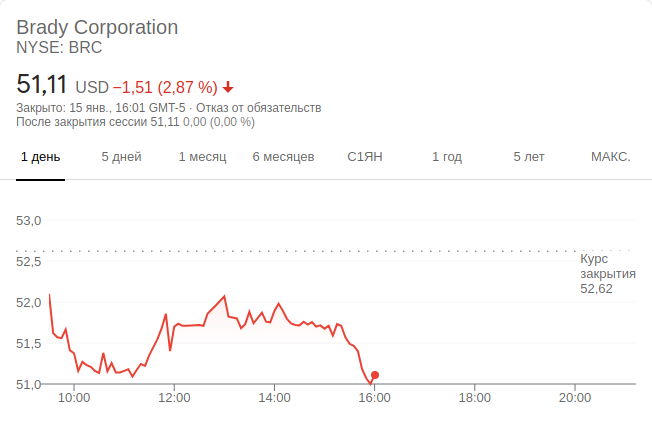 Brady Corporation
NYSE: BRC
51,11 USD −1,51 (2,87 %)
Закрыто: 15 янв., 16:01 GMT-5 · Отказ от обязательств
После закрытия сессии 51,11 0,00 (0,00 %)
1 день 5 дней 1 месяц 6 месяцев С1ЯН 1 год 5 лет МАКС.
53,0
52,5
52,0
51,5
51,0
Курс
закрытия
52,62
10:00 12:00 14:00 16:00 18:00 20:00